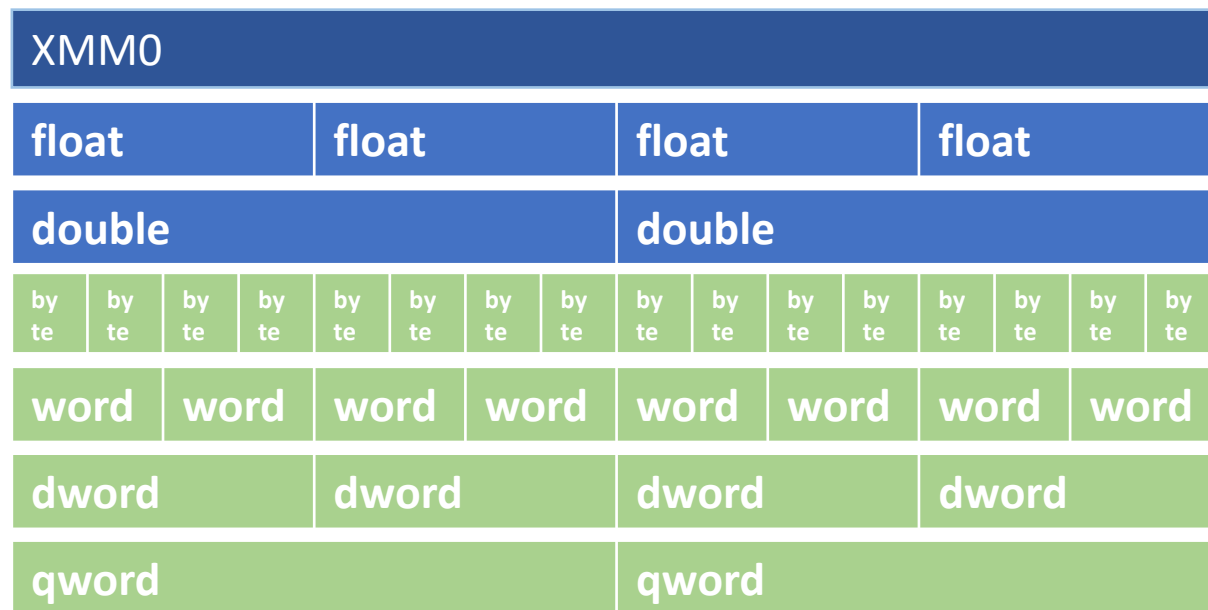 XMM0
float float float float
double double
by by by by by by by by by by by by by by by by
te te te te te te te te te te te te te te te te
word word word word word word word word
dword dword dword dword
qword qword